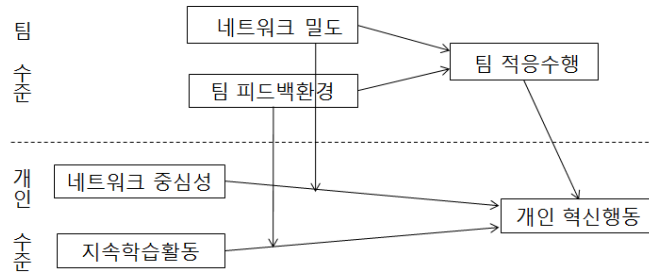 팀 수준
네트워크 밀도
팀 적응수행
팀 피드백환경
개인 수준
네트워크 중심성
개인 혁신행동
지속학습활동